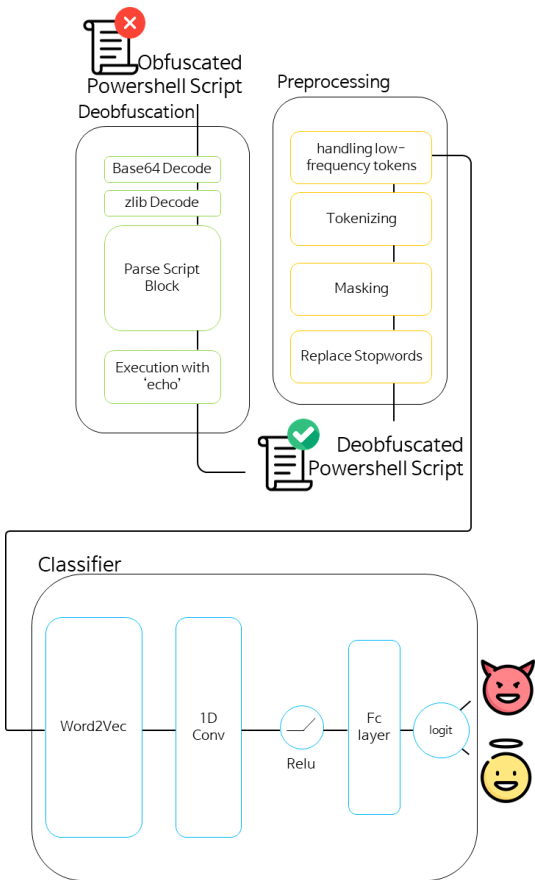 Obfuscated
Powershell Script
Deobfuscation
Base64 Decode
zlib Decode
Parse Script
Block
Execution with
‘echo’
Preprocessing
handling low-
frequency tokens
Tokenizing
Masking
Replace Stopwords
Deobfuscated
Powershell Script
Classifier
Word2Vec
1D
Conv
Relu
Fc
layer
logit